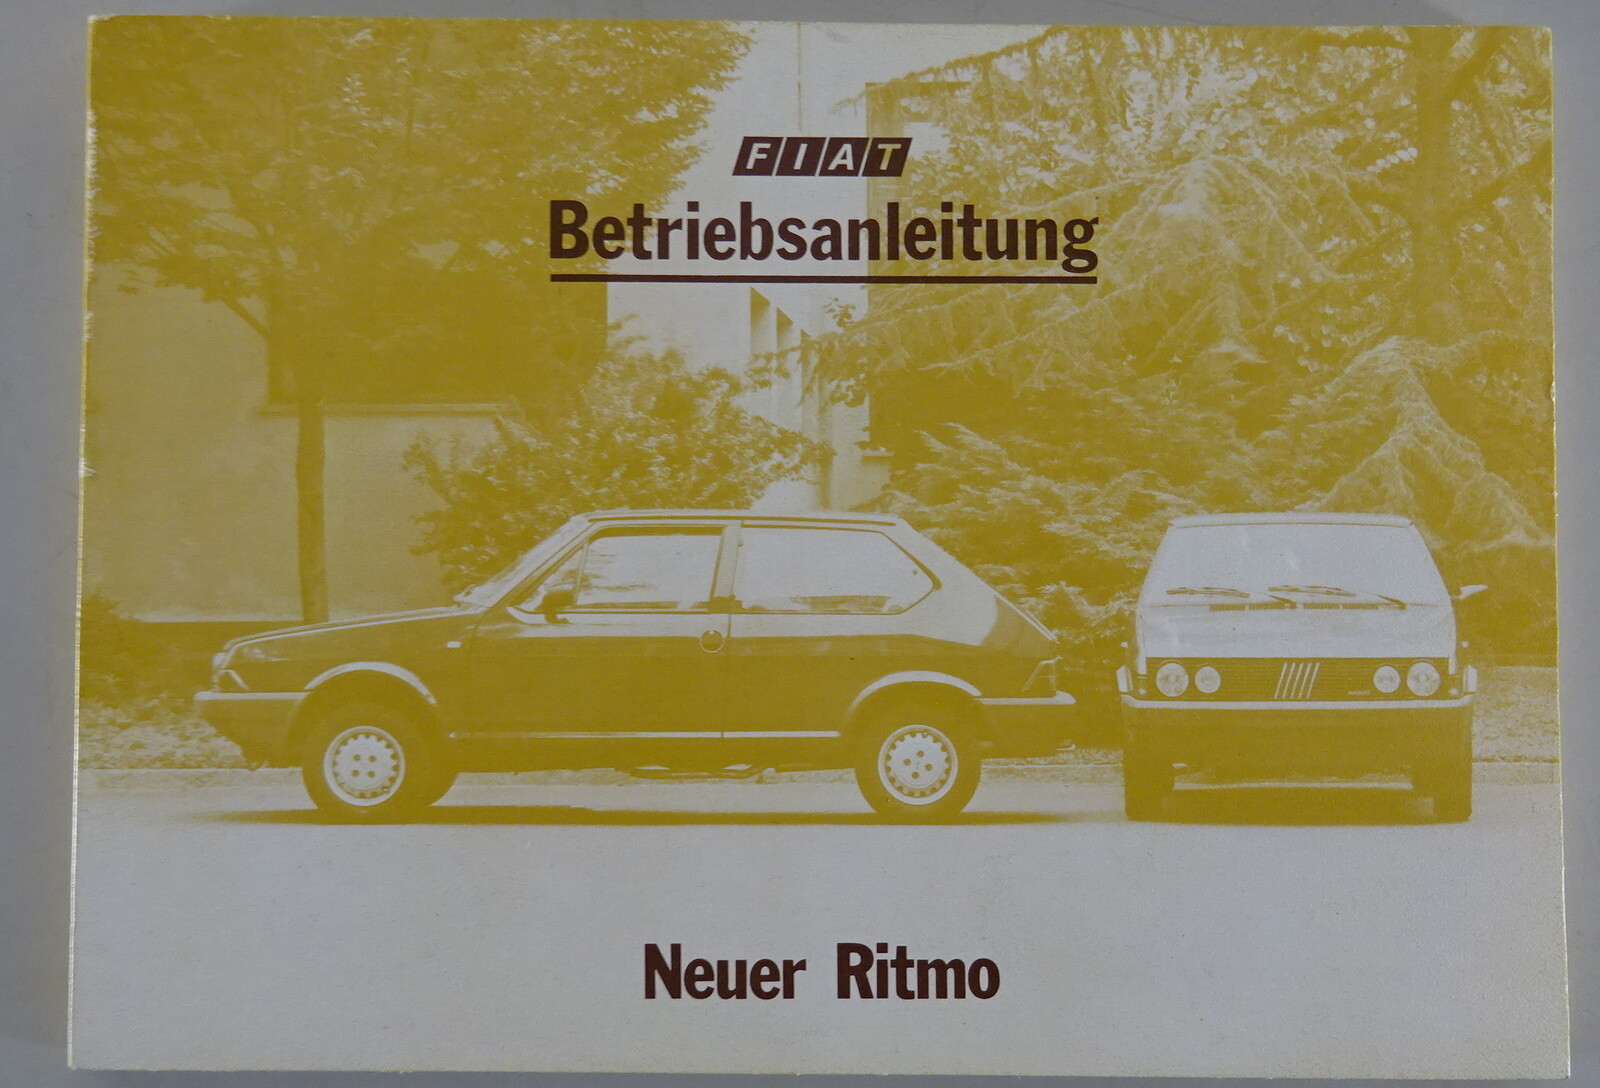 FIAT
Betriebsanleitung
Neuer Ritmo